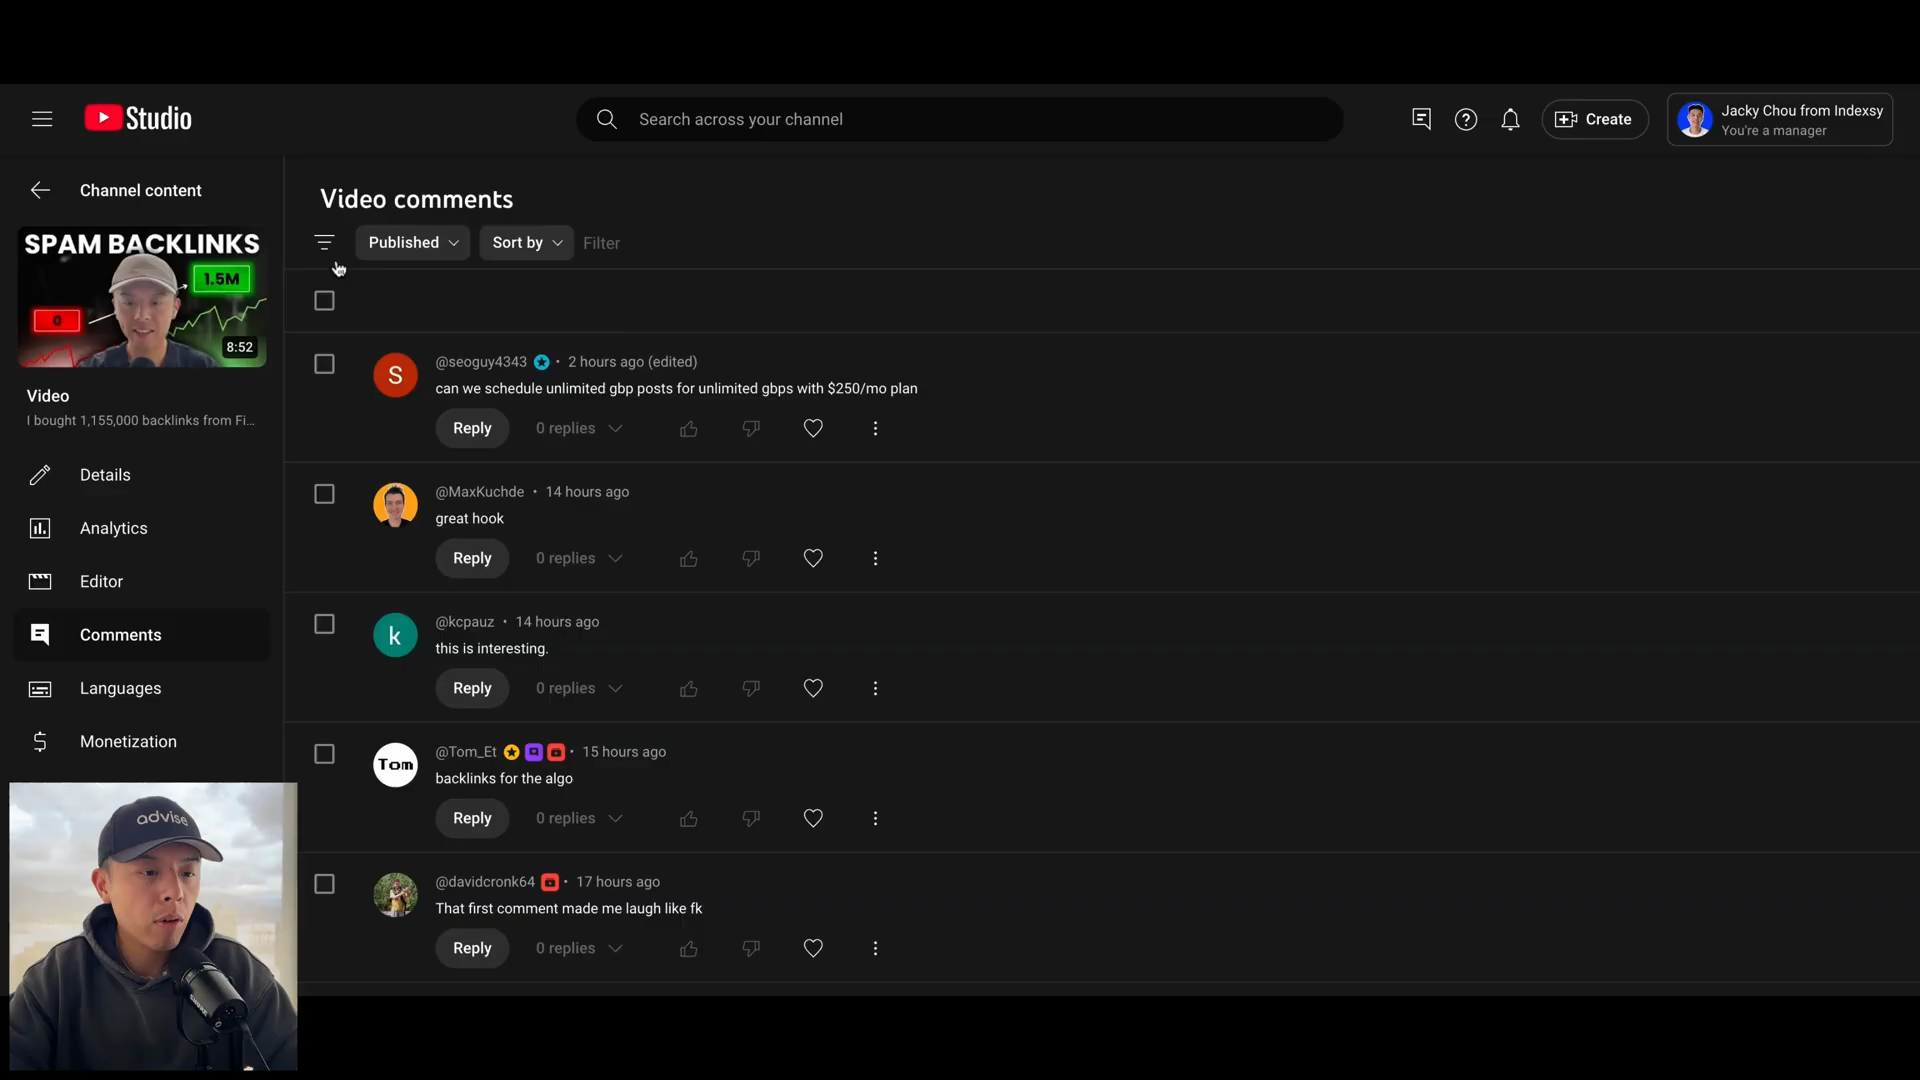 Studio
Search across your channel
Create
Jacky Chou from Indexsy
You're a manager
Channel content
SPAM BACKLINKS
1.5M
0
8:52
Video
I bought 1,155,000 backlinks from Fi...
Details
Analytics
Editor
Comments
Languages
Monetization
Video comments
Published
Sort by
Filter
S
@seoguy4343 • 2 hours ago (edited)
can we schedule unlimited gbp posts for unlimited gbps with $250/mo plan
Reply
0 replies
@MaxKuchde • 14 hours ago
great hook
Reply
0 replies
k
@kcpauz • 14 hours ago
this is interesting.
Reply
0 replies
Tom
@Tom_Et • 15 hours ago
backlinks for the algo
Reply
0 replies
@davidcronk64 • 17 hours ago
That first comment made me laugh like fk
Reply
0 replies
advise
SHURE